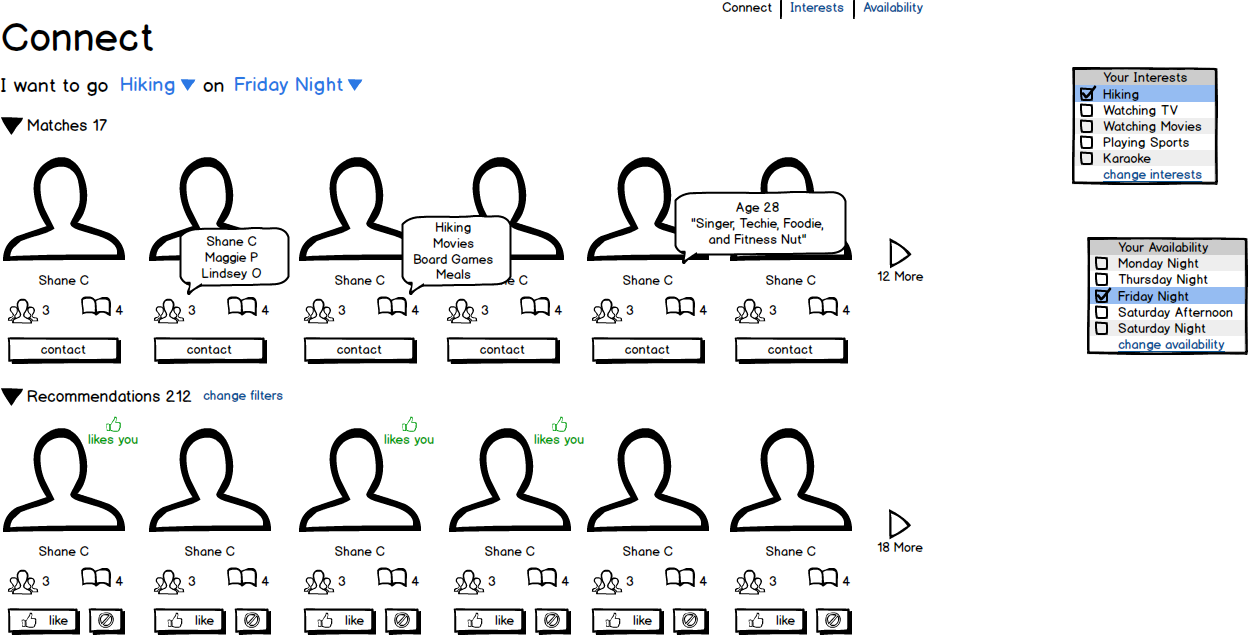 Connect Interests Availability
Connect
I want to go Hiking on Friday Night
Your Interests
Hiking
Watching TV
Watching Movies
Playing Sports
Karaoke
change interests
Matches 17
Age 28
"Singer, Techie, Foodie,
and Fitness Nut"
Hiking
Movies
Board Games
Meals
Shane C
Maggie P
Lindsey O
12 More
Shane C Shane C Shane C e C Shane C Shane C
3 4 3 4 3 4 3 4 3 4 3 4
contact contact contact contact contact contact
Your Availability
Monday Night
Thursday Night
Friday Night
Saturday Afternoon
Saturday Night
change availability
Recommendations 212 change filters
likes you likes you likes you
18 More
Shane C Shane C Shane C Shane C Shane C Shane C
3 4 3 4 3 4 3 4 3 4 3 4
like like like like like like